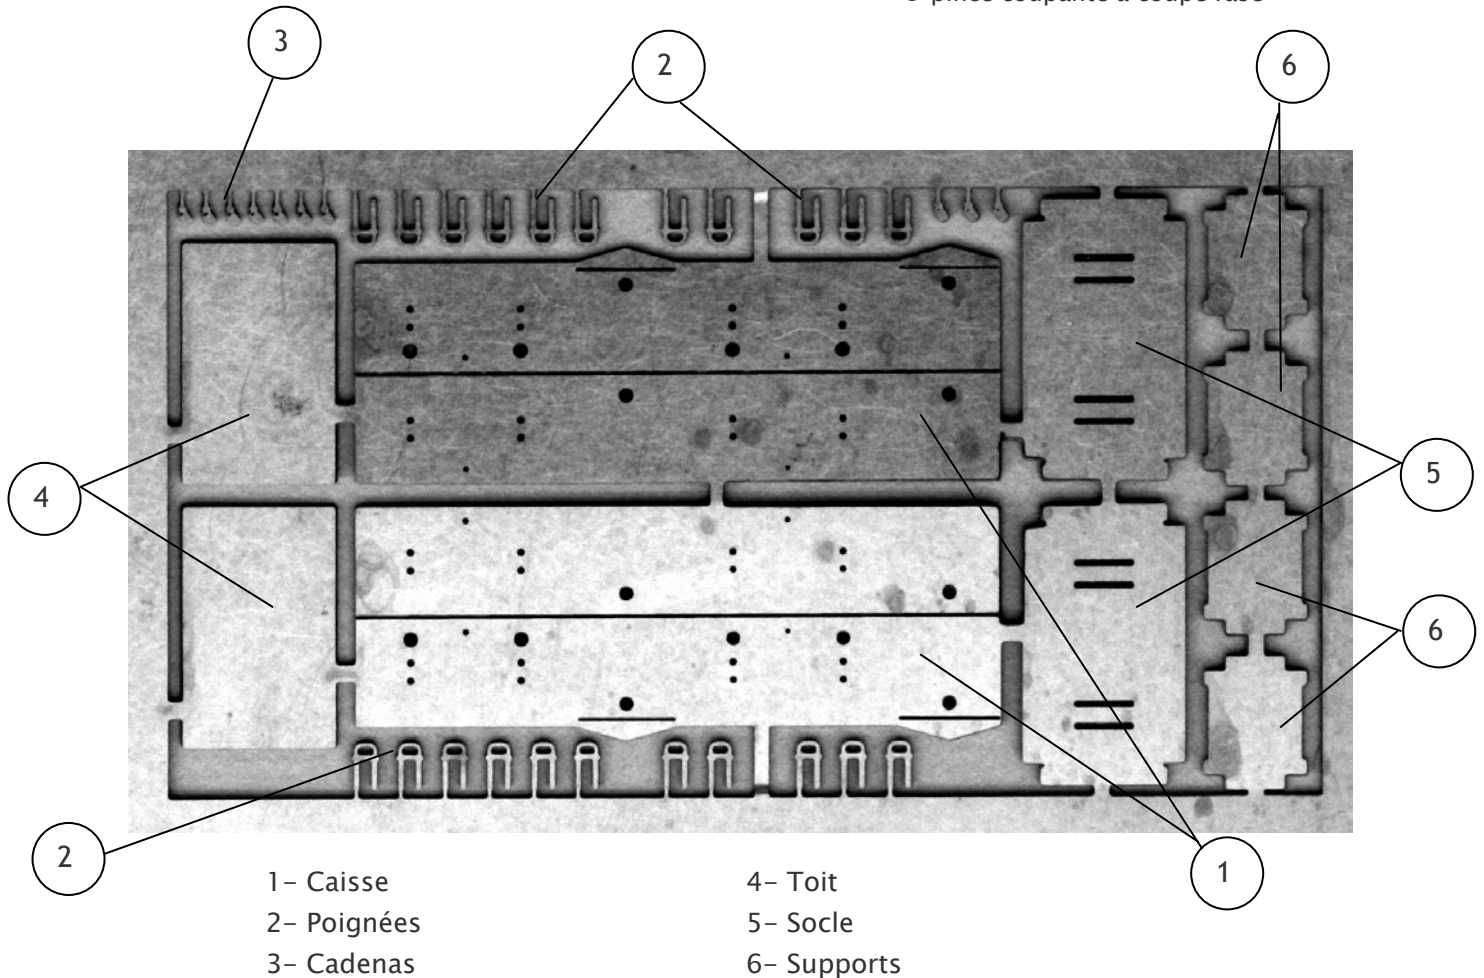 3
2
6
4
5
6
2
1
1- Caisse
2- Poignées
3- Cadenas
4- Toit
5- Socle
6- Supports